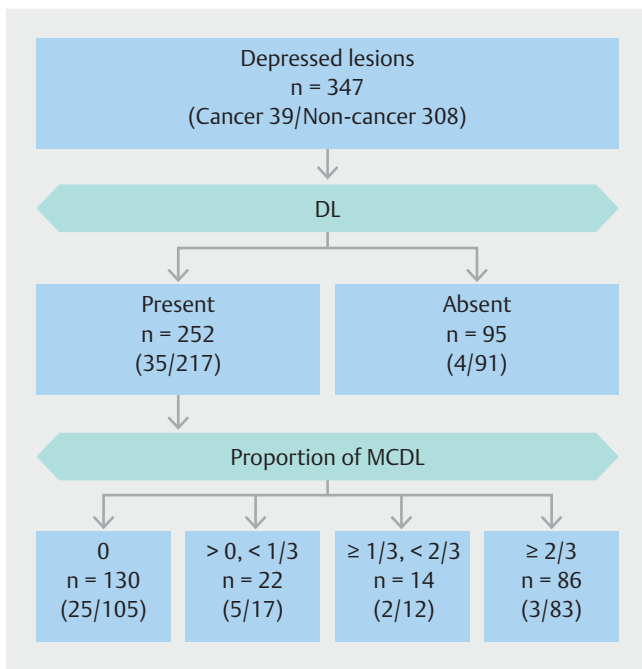 Depressed lesions
n = 347
(Cancer 39/Non-cancer 308)
DL
Present
n = 252
(35/217)
Absent
n = 95
(4/91)
Proportion of MCDL
0
n = 130
(25/105)
> 0, < 1/3
n = 22
(5/17)
≥ 1/3, < 2/3
n = 14
(2/12)
≥ 2/3
n = 86
(3/83)